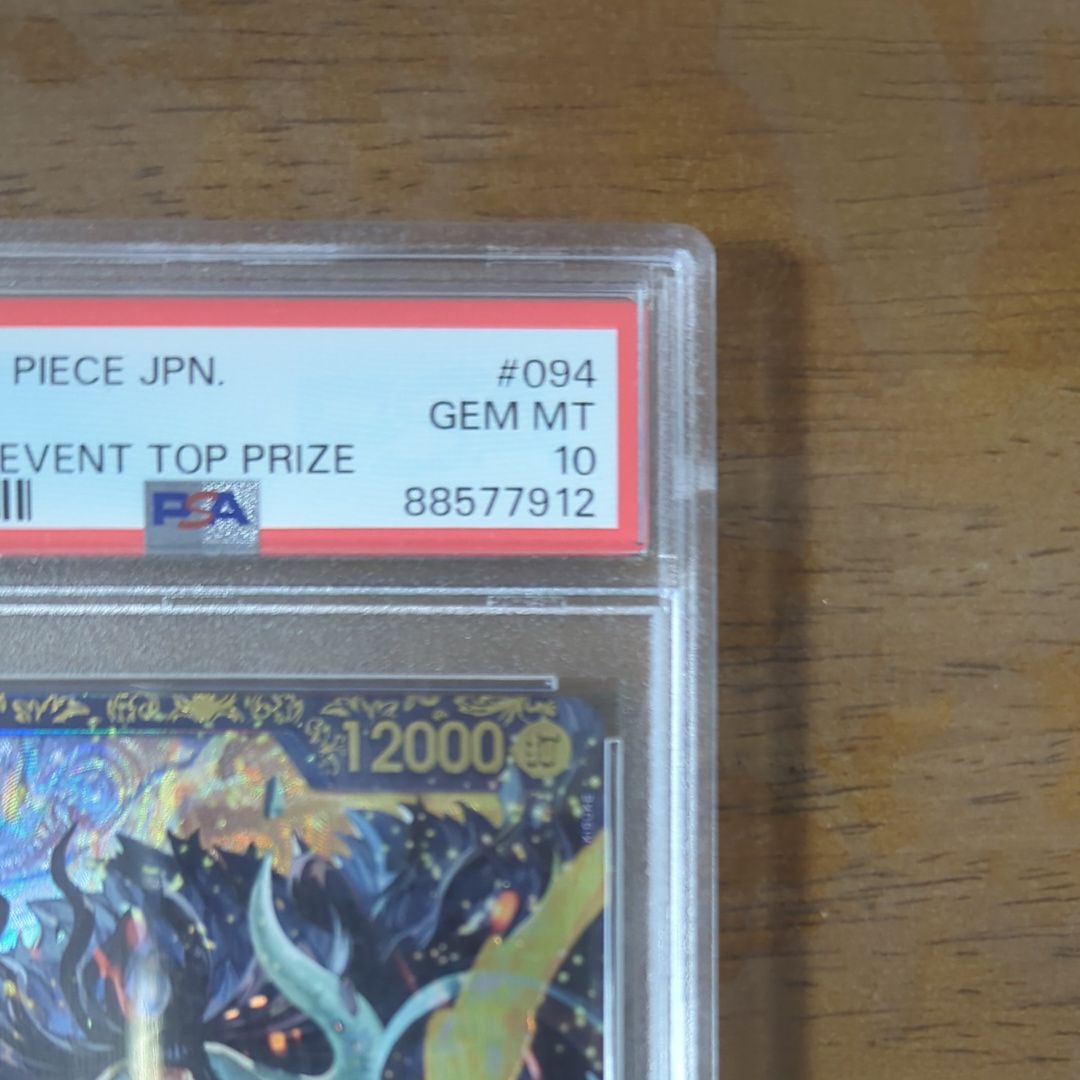 PIECE JPN.
#094
GEM MT
EVENT TOP PRIZE
10
PSA
88577912
12000